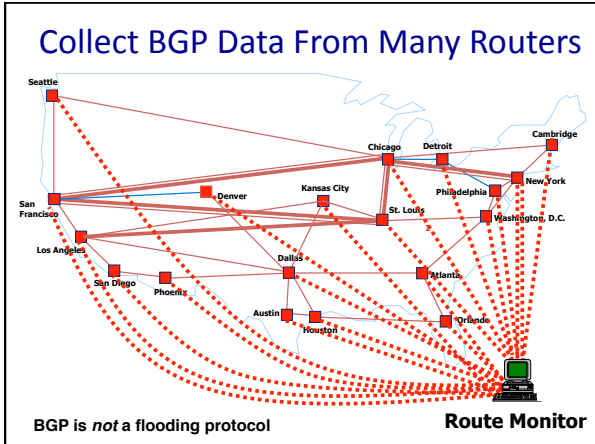 Collect BGP Data From Many Routers
Seattle
Cambridge
Chicago
Detroit
New York
Philadelphia
Kansas City
Denver
San
Francisco
St. Louis
Washington, D.C.
Los Angeles
Dallas
Atlanta
San Diego
Phoenix
Austin
Houston
Orlando
BGP is not a flooding protocol
Route Monitor